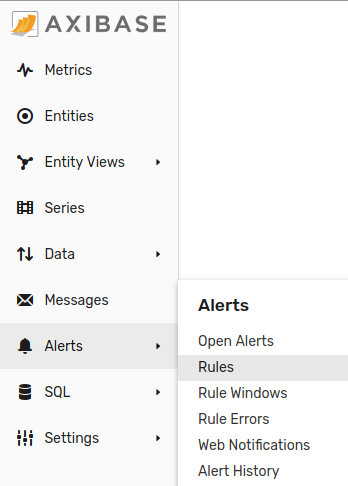 AXIBASE
Metrics
Entities
Entity Views
Series
Data
Messages
Alerts
SQL
Settings
Alerts
Open Alerts
Rules
Rule Windows
Rule Errors
Web Notifications
Alert History